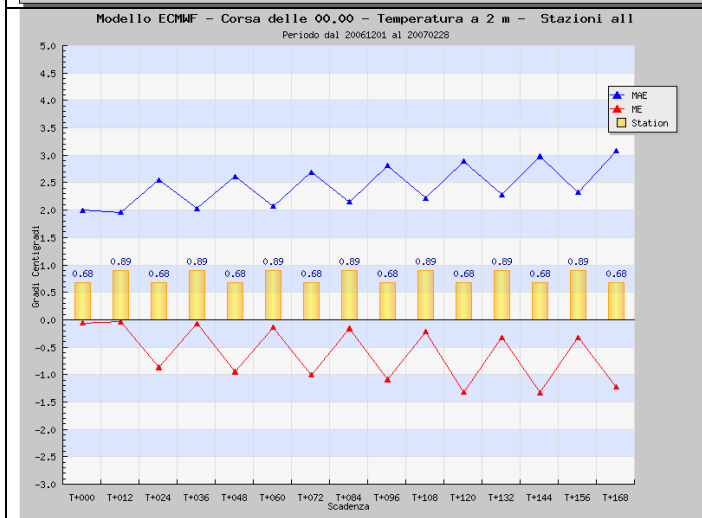 Modello ECMWF - Corsa delle 00.00 - Temperatura a 2 m - Stazioni all
Periodo dal 20061201 al 20070228
5.0
4.5
4.0
3.5
3.0
2.5
2.0
1.5
1.0
0.5
0.0
-0.5
-1.0
-1.5
-2.0
-2.5
-3.0
Gradi Centigradi
MAE
ME
Station
0.68 0.89 0.68 0.89 0.68 0.89 0.68 0.89 0.68 0.89 0.68 0.89 0.68 0.89 0.68
T+000 T+012 T+024 T+036 T+048 T+060 T+072 T+084 T+096 T+108 T+120 T+132 T+144 T+156 T+168
Scadenza